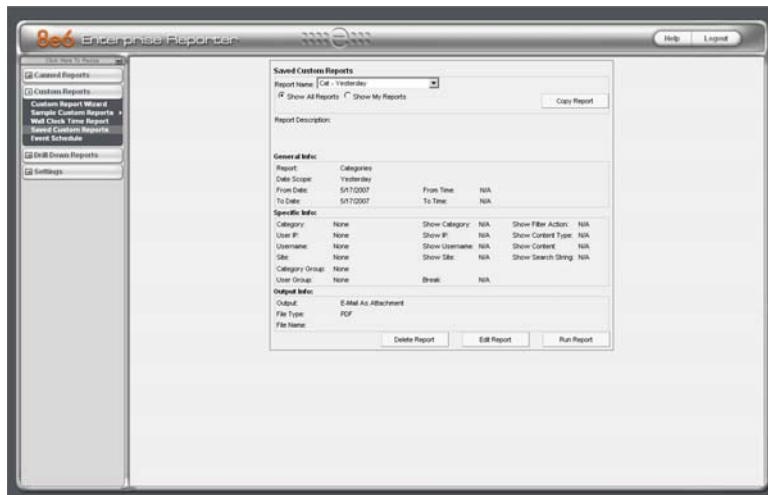 8e6 Enterprise Reporter
Help Logout
Click Here To Resize
Canned Reports
Custom Reports
Custom Report Wizard
Sample Custom Reports
Wall Clock Time Report
Saved Custom Reports
Event Schedule
Drill Down Reports
Settings
Saved Custom Reports
Report Name: Cat - Yesterday
Show All Reports Show My Reports
Copy Report
Report Description:
General Info:
Report: Categories
Date Scope: Yesterday
From Date: 5/17/2007 From Time: N/A
To Date: 5/17/2007 To Time: N/A
Specific Info:
Category: None Show Category: N/A Show Filter Action: N/A
User IP: None Show IP: N/A Show Content Type: N/A
Username: None Show Username: N/A Show Content: N/A
Site: None Show Site: N/A Show Search String: N/A
Category Group: None
User Group: None Break: N/A
Output Info:
Output: E-Mail As Attachment
File Type: PDF
File Name:
Delete Report Edit Report Run Report